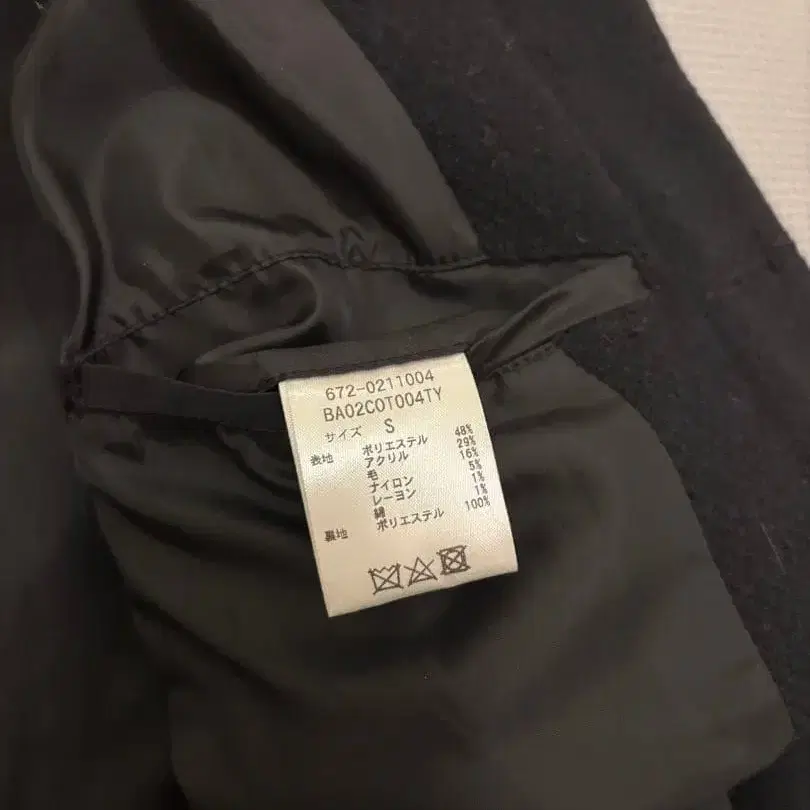 672-0211004
BA02COT004TY
サイズ S
表地 ポリエステル 48%
アクリル 29%
毛 16%
ナイロン 5%
レーヨン 1%
綿 1%
裏地 ポリエステル 100%